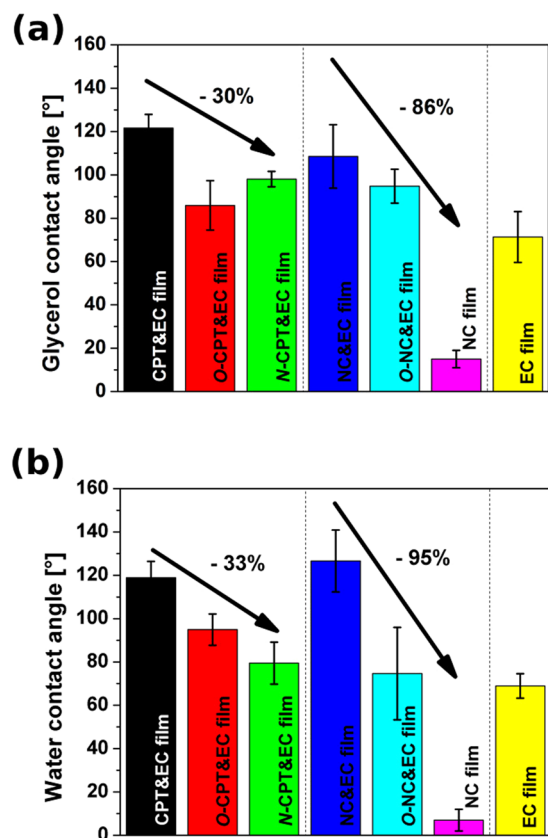 (a)
Glycerol contact angle [°]
160
140
120
100
80
60
40
20
0
- 30%
- 86%
CPT&EC film
O-CPT&EC film
N-CPT&EC film
NC&EC film
O-NC&EC film
NC film
EC film
(b)
Water contact angle [°]
160
140
120
100
80
60
40
20
0
- 33%
- 95%
CPT&EC film
O-CPT&EC film
N-CPT&EC film
NC&EC film
O-NC&EC film
NC film
EC film